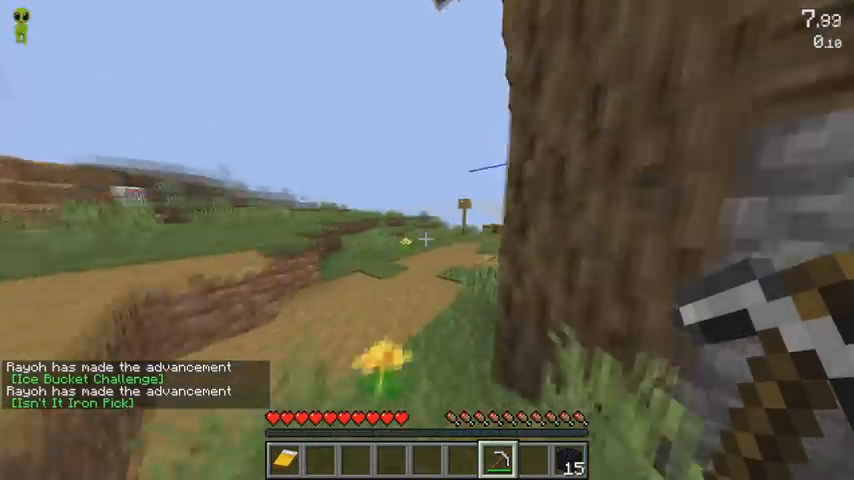 7.93
0.10
Rayoh has made the advancement
[Ice Bucket Challenge]
Rayoh has made the advancement
[Isn't It Iron Pick]
15